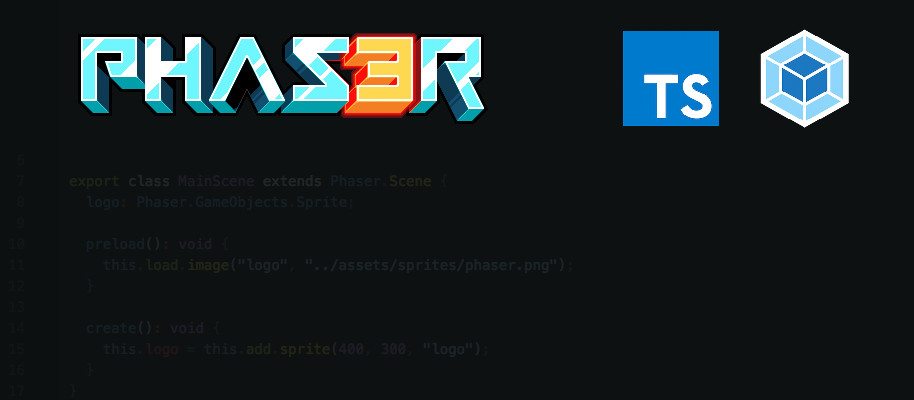 PHAS3R
TS
6
7 export class MainScene extends Phaser.Scene {
8 logo: Phaser.GameObjects.Sprite;
9
10 preload(): void {
11 this.load.image("logo", "../assets/sprites/phaser.png");
12 }
13
14 create(): void {
15 this.logo = this.add.sprite(400, 300, "logo");
16 }
17 }